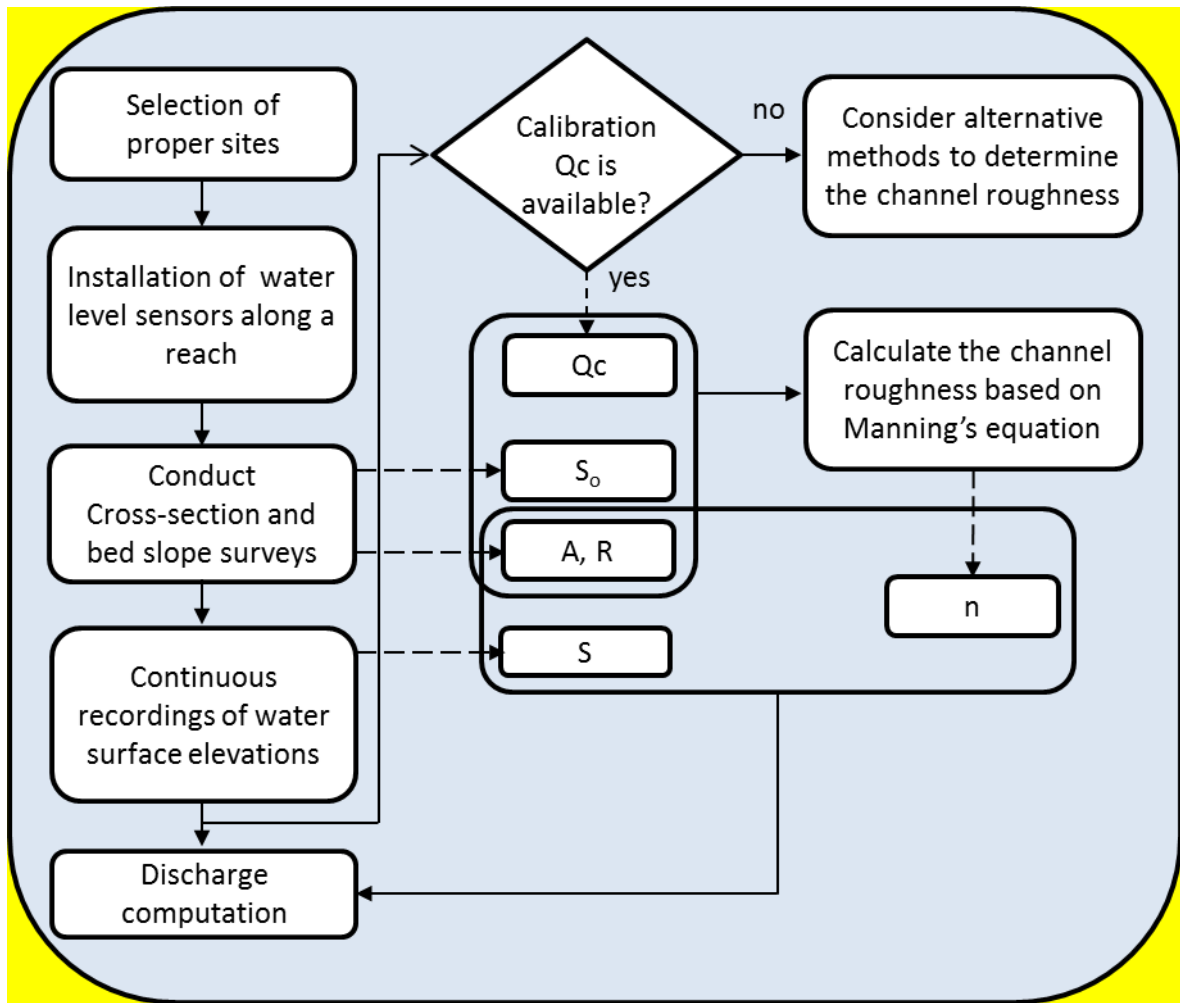 Selection of
proper sites
Installation of water
level sensors along a
reach
Conduct
Cross-section and
bed slope surveys
Continuous
recordings of water
surface elevations
Discharge
computation
Calibration
Qc is
available?
no
Consider alternative
methods to determine
the channel roughness
yes
Qc
So
A, R
S
Calculate the channel
roughness based on
Manning’s equation
n